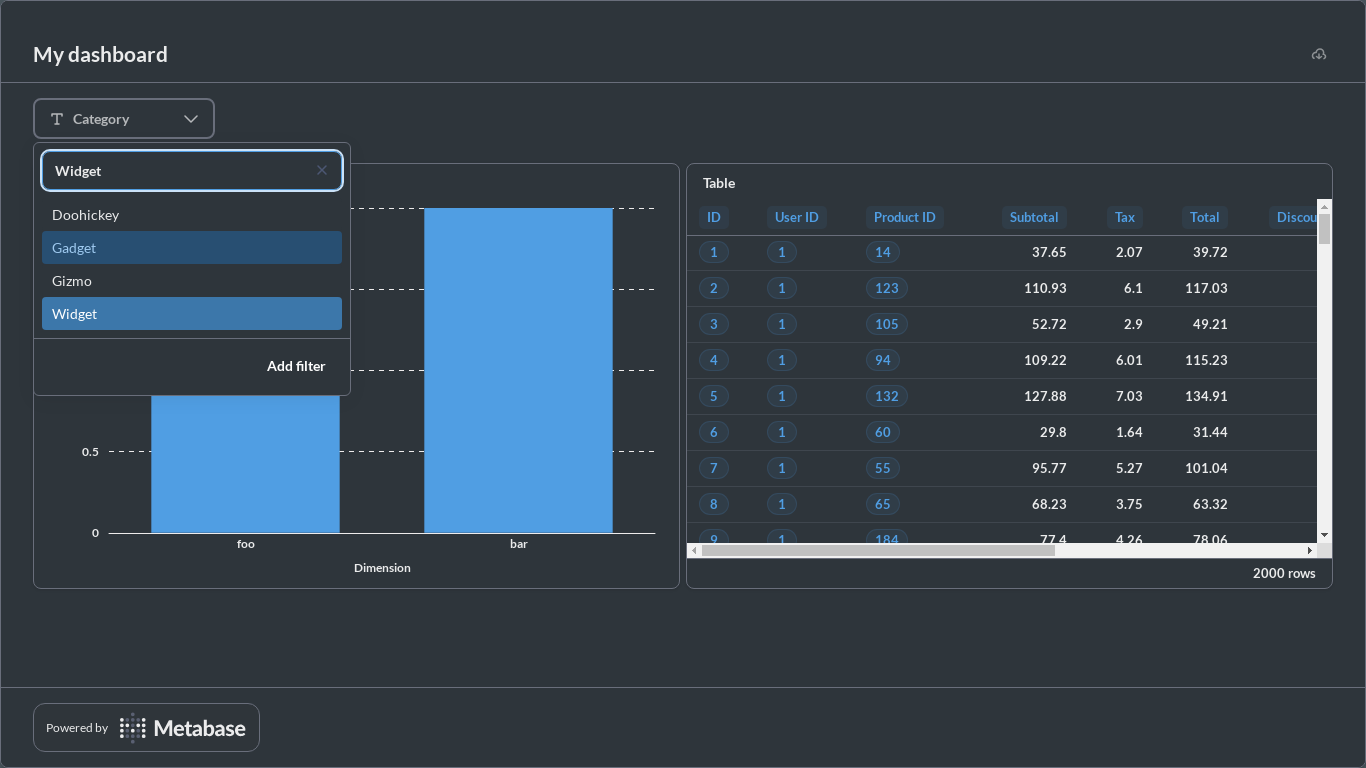 My dashboard
Category
Widget
Doohickey
Gadget
Gizmo
Widget
Add filter
0.5
0
foo bar
Dimension
Table
ID User ID Product ID Subtotal Tax Total Discou
1 1 14 37.65 2.07 39.72
2 1 123 110.93 6.1 117.03
3 1 105 52.72 2.9 49.21
4 1 94 109.22 6.01 115.23
5 1 132 127.88 7.03 134.91
6 1 60 29.8 1.64 31.44
7 1 55 95.77 5.27 101.04
8 1 65 68.23 3.75 63.32
9 1 184 77.4 4.26 78.06
2000 rows
Powered by Metabase